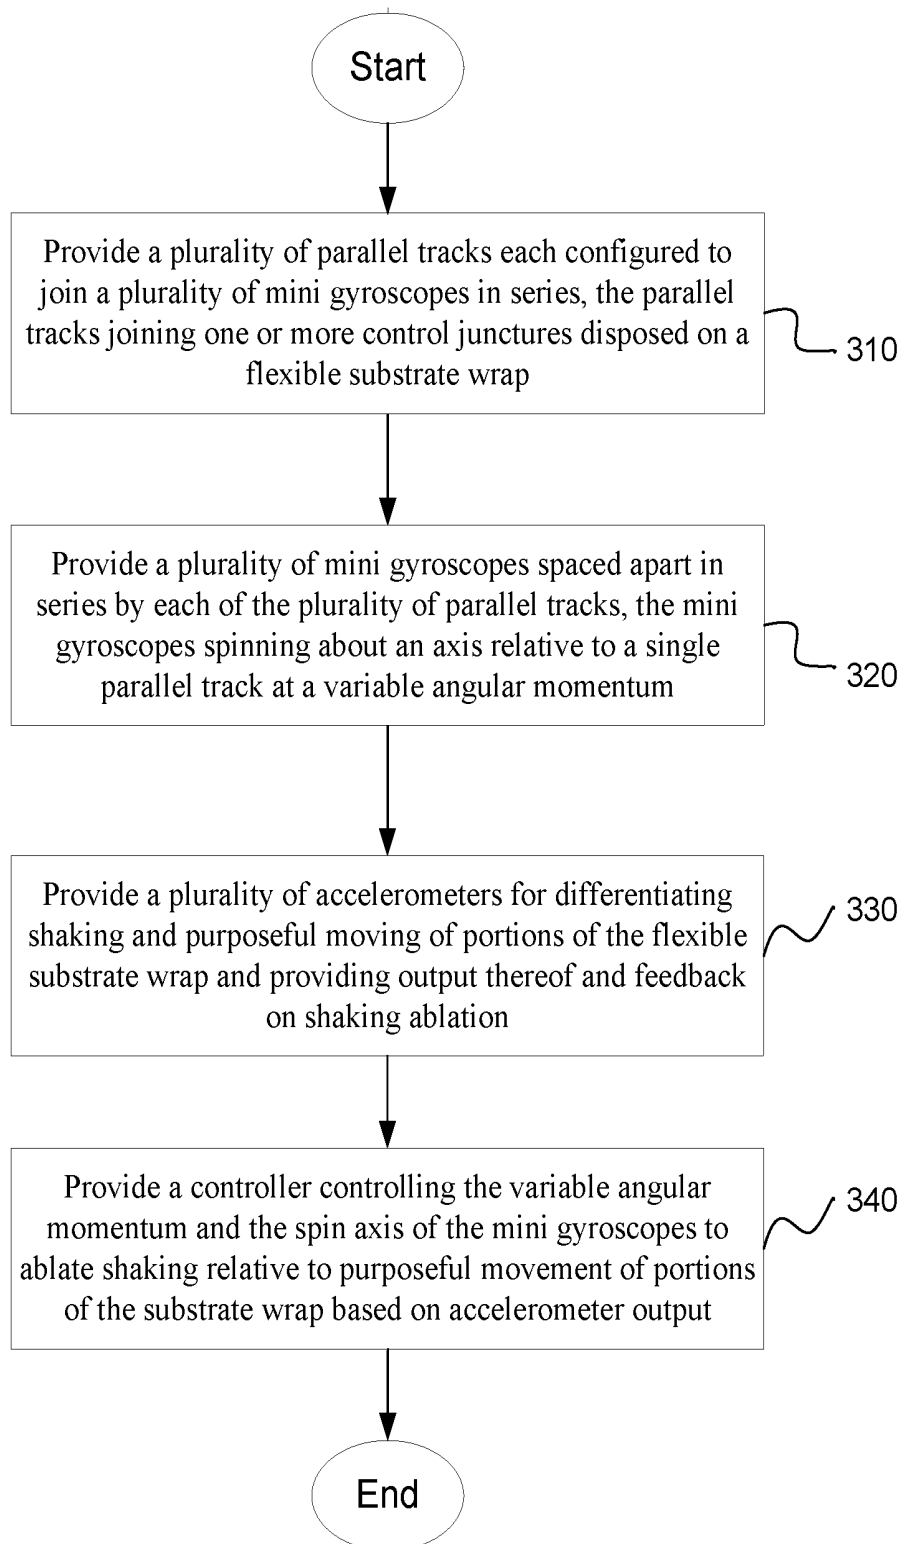 Start
Provide a plurality of parallel tracks each configured to
join a plurality of mini gyroscopes in series, the parallel
tracks joining one or more control junctures disposed on a
flexible substrate wrap
310
Provide a plurality of mini gyroscopes spaced apart in
series by each of the plurality of parallel tracks, the mini
gyroscopes spinning about an axis relative to a single
parallel track at a variable angular momentum
320
Provide a plurality of accelerometers for differentiating
shaking and purposeful moving of portions of the flexible
substrate wrap and providing output thereof and feedback
on shaking ablation
330
Provide a controller controlling the variable angular
momentum and the spin axis of the mini gyroscopes to
ablate shaking relative to purposeful movement of portions
of the substrate wrap based on accelerometer output
340
End